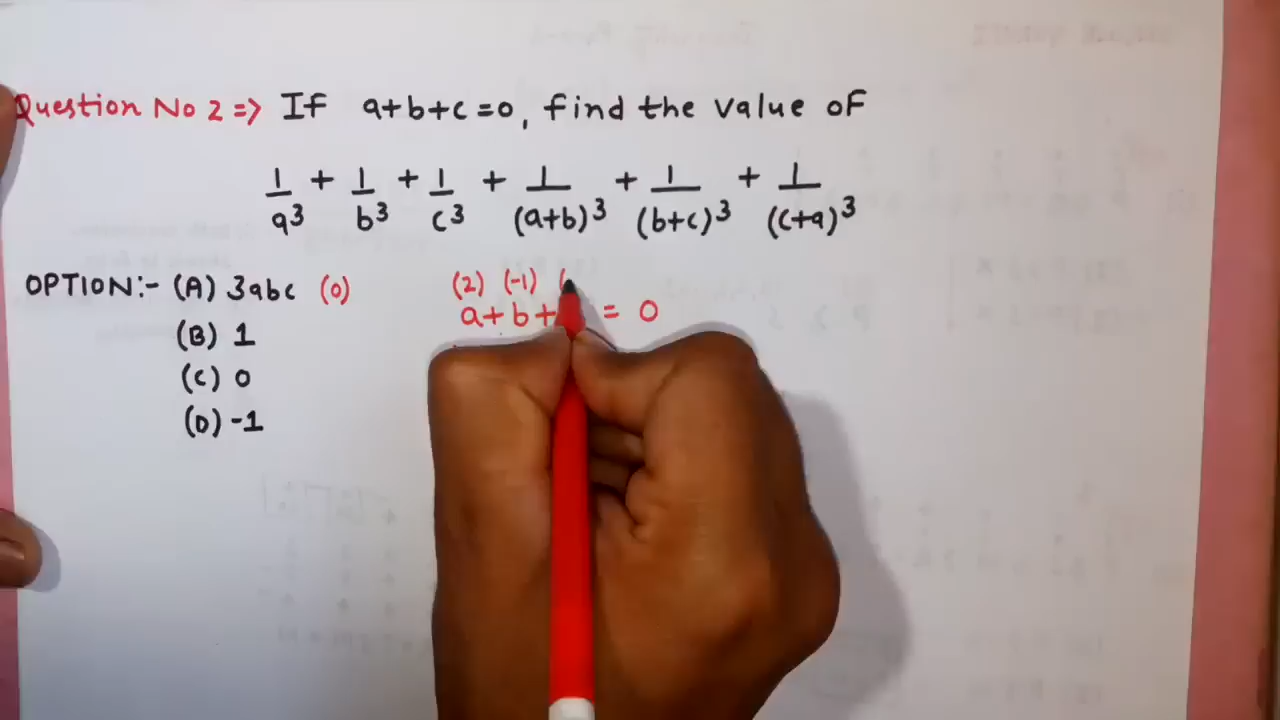 Question No 2 => If a+b+c=0, find the value of
1/a³ + 1/b³ + 1/c³ + 1/(a+b)³ + 1/(b+c)³ + 1/(c+a)³
OPTION:- (A) 3abc (0)
(B) 1
(C) 0
(D) -1
(2) (-1) (
a+b+ = 0